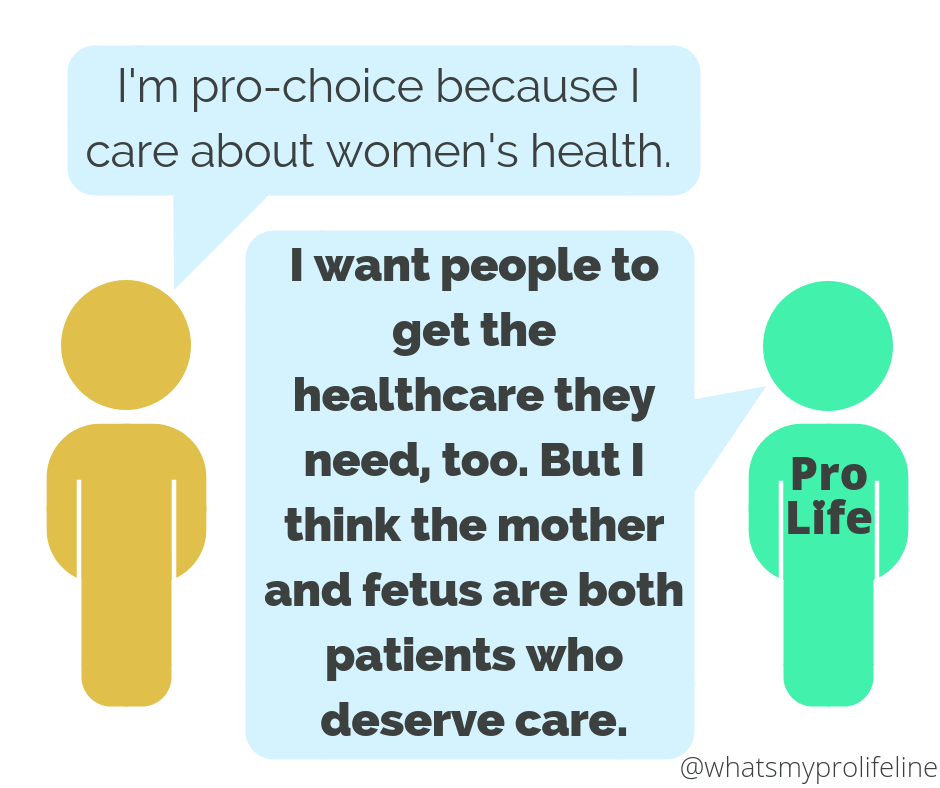 I'm pro-choice because I
care about women's health.
I want people to
get the
healthcare they
need, too. But I
think the mother
and fetus are both
patients who
deserve care.
Pro
Life
@whatsmyprolifeline